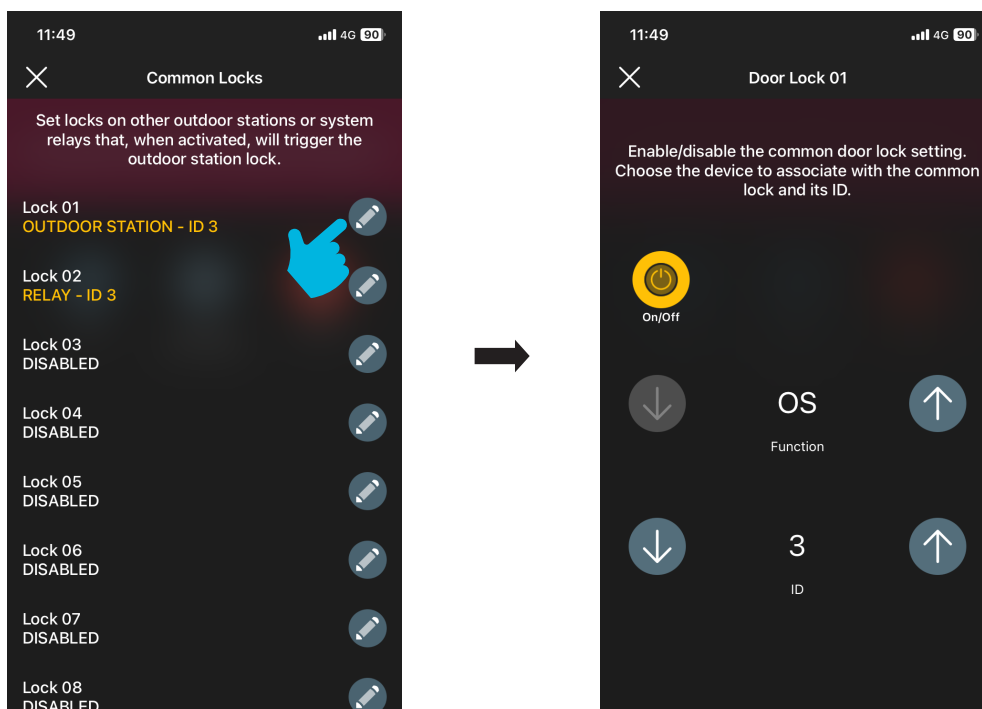 11:49
4G 90
Common Locks
Set locks on other outdoor stations or system
relays that, when activated, will trigger the
outdoor station lock.
Lock 01
OUTDOOR STATION - ID 3
Lock 02
RELAY - ID 3
Lock 03
DISABLED
Lock 04
DISABLED
Lock 05
DISABLED
Lock 06
DISABLED
Lock 07
DISABLED
Lock 08
DISABLED
11:49
4G 90
Door Lock 01
Enable/disable the common door lock setting.
Choose the device to associate with the common
lock and its ID.
On/Off
OS
Function
3
ID